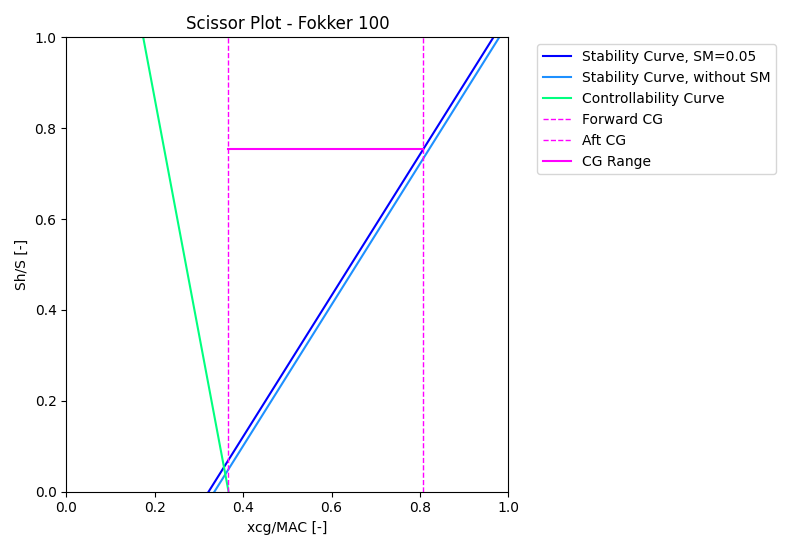 Scissor Plot - Fokker 100
1.0
0.8
0.6
0.4
0.2
0.0
Sh/S [-]
0.0 0.2 0.4 0.6 0.8 1.0
xcg/MAC [-]
Stability Curve, SM=0.05
Stability Curve, without SM
Controllability Curve
Forward CG
Aft CG
CG Range